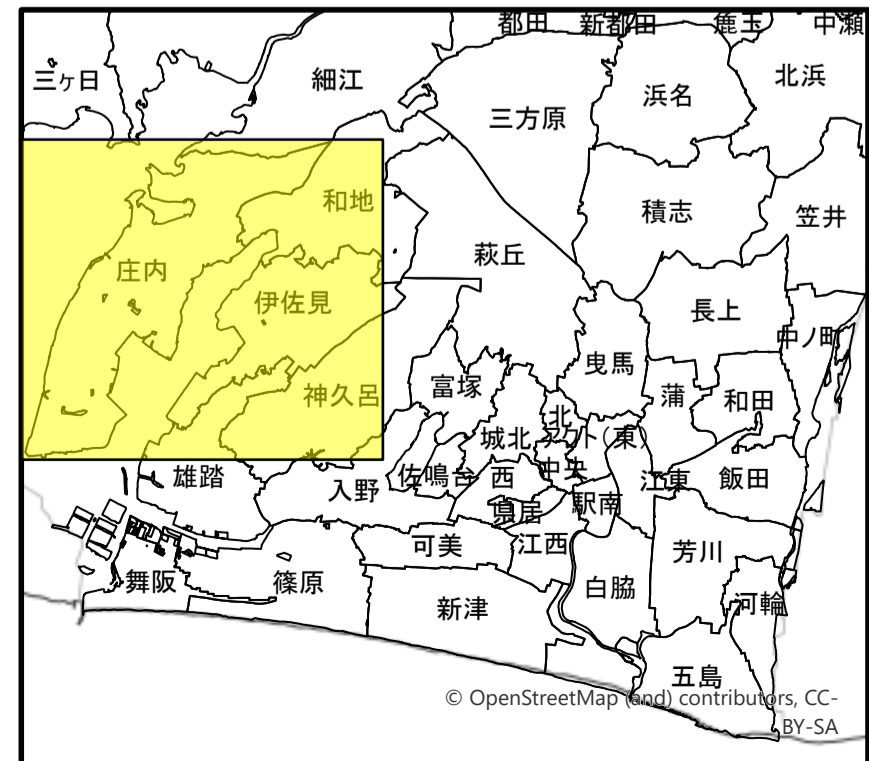 都田
新都田
麁玉
中瀬
三ヶ日
細江
浜名
北浜
三方原
和地
積志
笠井
萩丘
庄内
伊佐見
長上
中ノ町
曳馬
富塚
神久呂
蒲
和田
北
城北
アクト(東)
中央
雄踏
入野
佐鳴台
西
江東
飯田
県居
駅南
可美
江西
芳川
舞阪
篠原
新津
白脇
河輪
五島
© OpenStreetMap (and) contributors, CC-
BY-SA